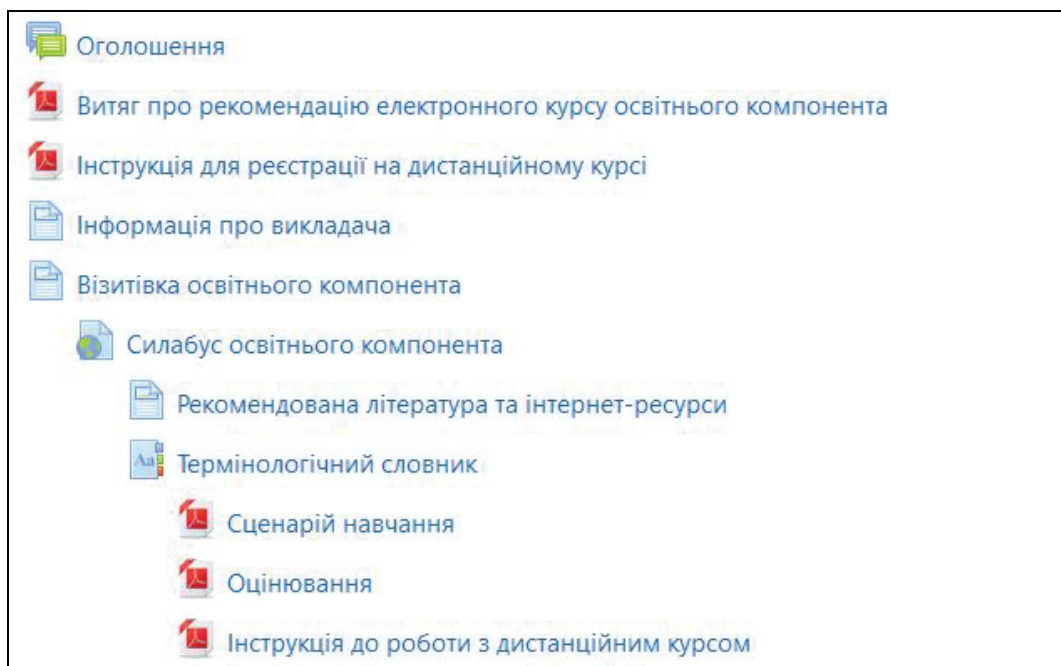 Оголошення
Витяг про рекомендацію електронного курсу освітнього компонента
Інструкція для реєстрації на дистанційному курсі
Інформація про викладача
Візитівка освітнього компонента
Силабус освітнього компонента
Рекомендована література та інтернет-ресурси
Aa Термінологічний словник
Сценарій навчання
Оцінювання
Інструкція до роботи з дистанційним курсом